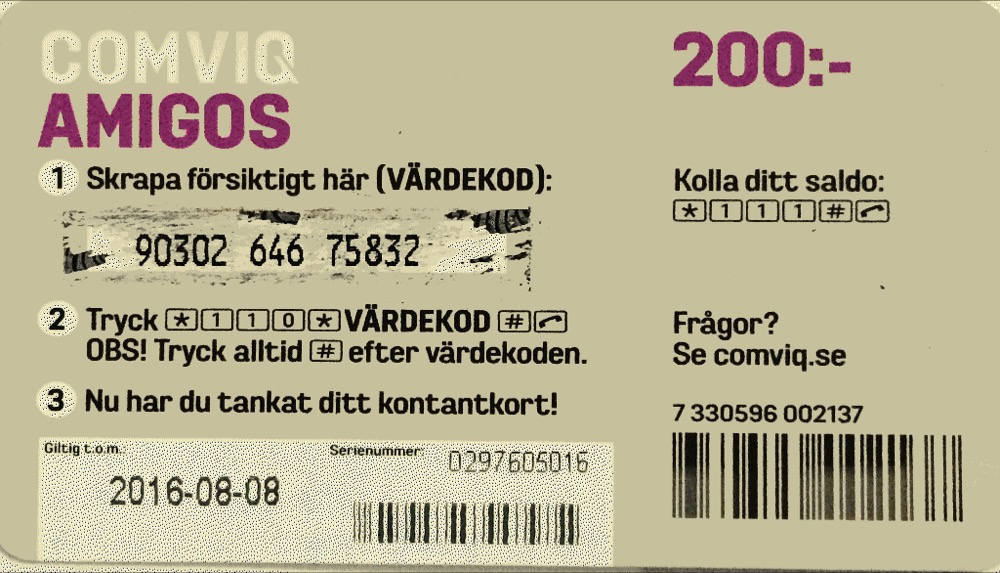 COMVIQ
AMIGOS
200:-
1 Skrapa försiktigt här (VÄRDEKOD):
90302 646 75832
2 Tryck *110*VÄRDEKOD #
OBS! Tryck alltid # efter värdekoden.
3 Nu har du tankat ditt kontantkort!
Giltig t.o.m.:
2016-08-08
Serienummer:
0297605016
Kolla ditt saldo:
*111#
Frågor?
Se comviq.se
7 330596 002137